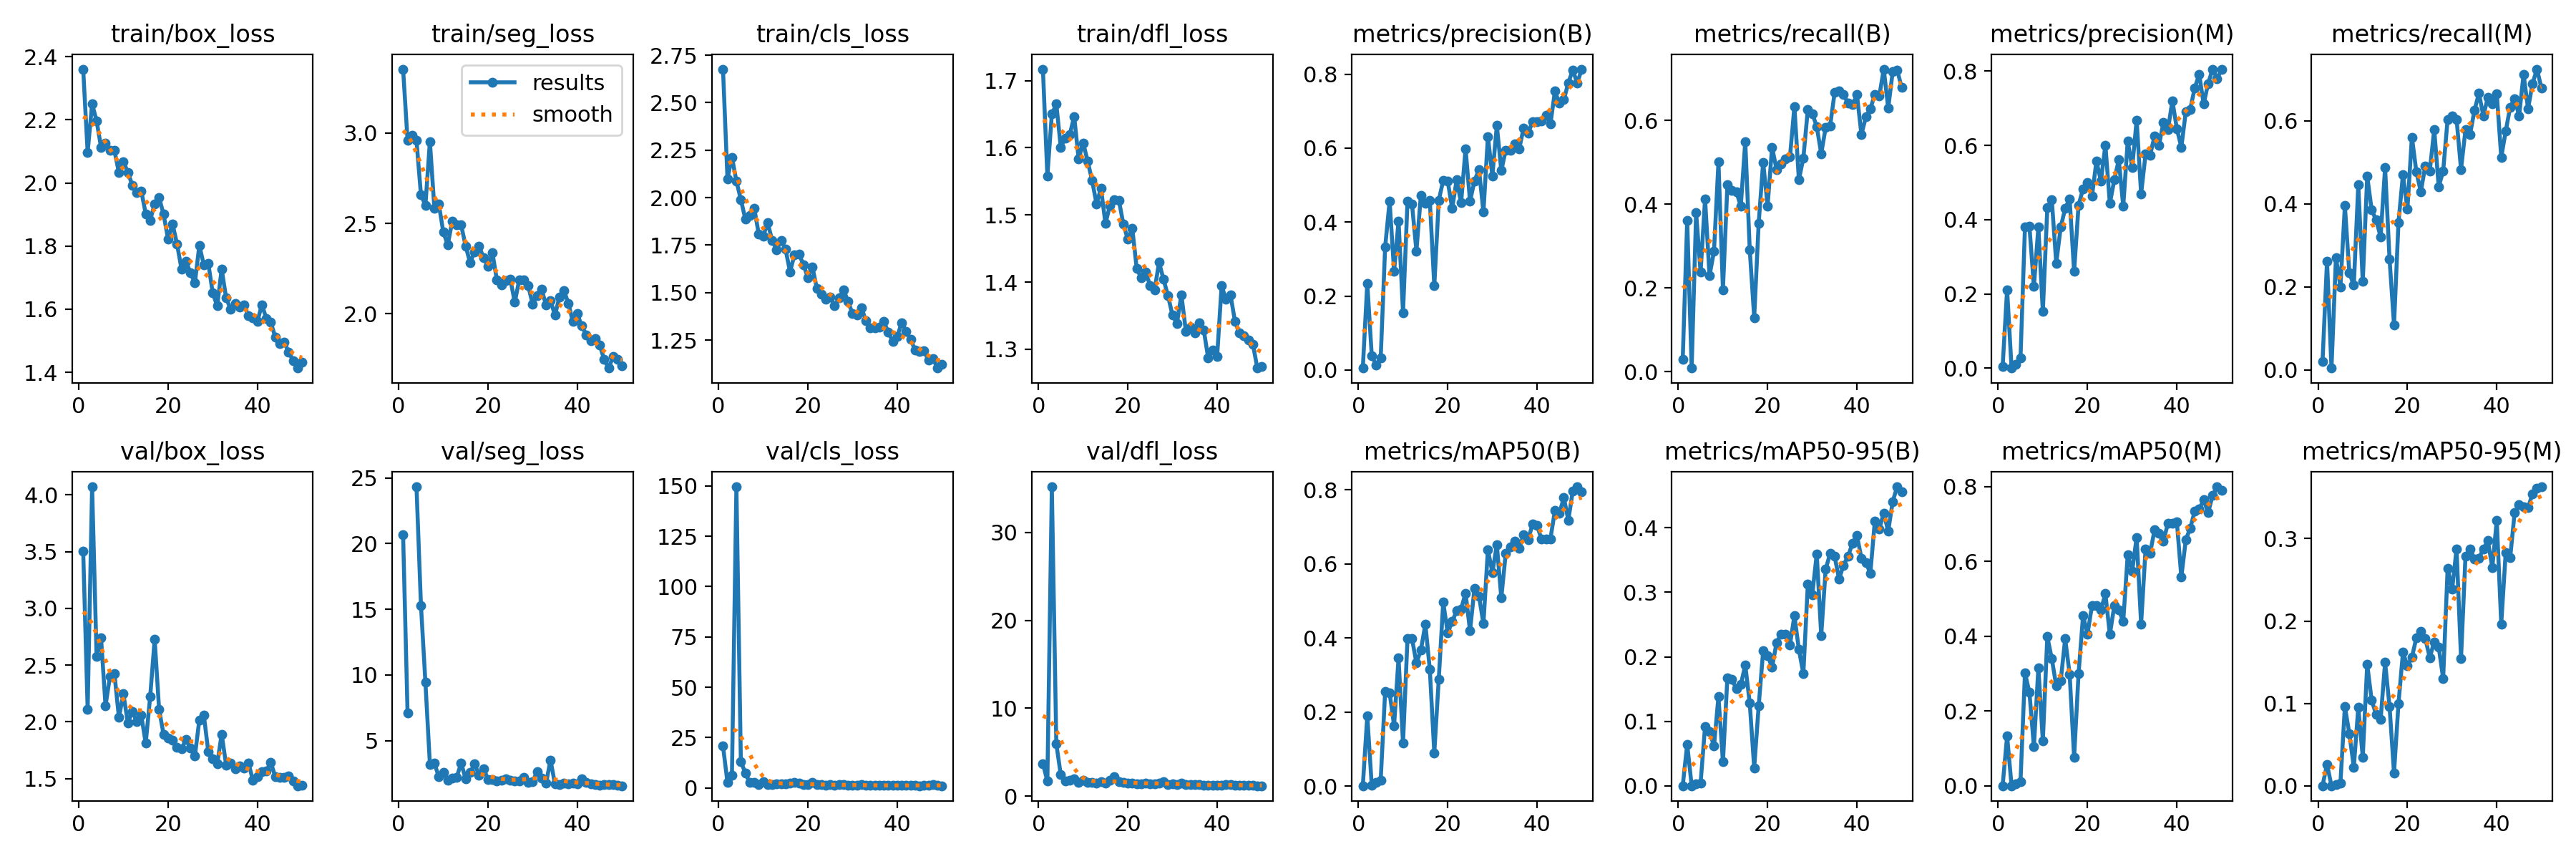 train/box_loss
2.4
2.2
2.0
1.8
1.6
1.4
0 20 40
train/seg_loss
results
smooth
3.0
2.5
2.0
0 20 40
train/cls_loss
2.75
2.50
2.25
2.00
1.75
1.50
1.25
0 20 40
train/dfl_loss
1.7
1.6
1.5
1.4
1.3
0 20 40
metrics/precision(B)
0.8
0.6
0.4
0.2
0.0
0 20 40
metrics/recall(B)
0.6
0.4
0.2
0.0
0 20 40
metrics/precision(M)
0.8
0.6
0.4
0.2
0.0
0 20 40
metrics/recall(M)
0.6
0.4
0.2
0.0
0 20 40
val/box_loss
4.0
3.5
3.0
2.5
2.0
1.5
0 20 40
val/seg_loss
25
20
15
10
5
0 20 40
val/cls_loss
150
125
100
75
50
25
0
0 20 40
val/dfl_loss
30
20
10
0
0 20 40
metrics/mAP50(B)
0.8
0.6
0.4
0.2
0.0
0 20 40
metrics/mAP50-95(B)
0.4
0.3
0.2
0.1
0.0
0 20 40
metrics/mAP50(M)
0.8
0.6
0.4
0.2
0.0
0 20 40
metrics/mAP50-95(M)
0.3
0.2
0.1
0.0
0 20 40